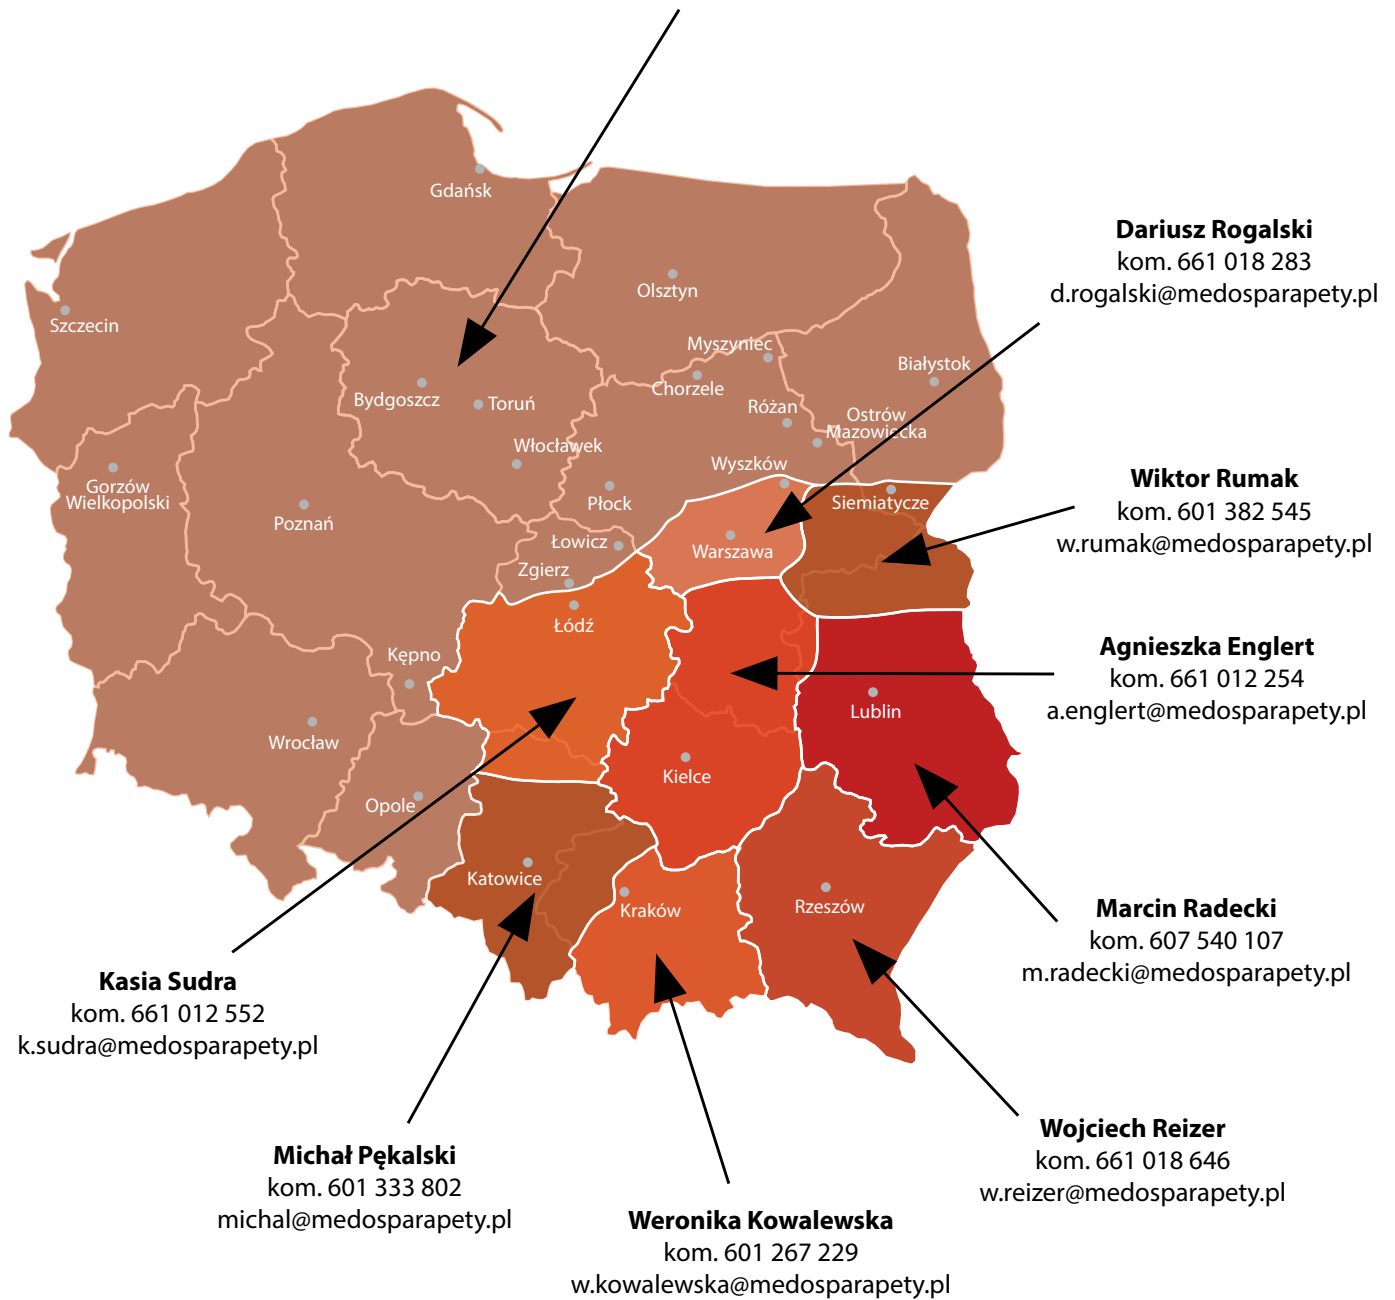 Gdańsk
Olsztyn
Szczecin
Myszyniec
Chorzele
Białystok
Bydgoszcz
Toruń
Różan
Ostrów
Mazowiecka
Włocławek
Wyszków
Gorzów
Wielkopolski
Płock
Siemiatycze
Poznań
Łowicz
Warszawa
Zgierz
Łódź
Kępno
Lublin
Wrocław
Kielce
Opole
Katowice
Kraków
Rzeszów
Dariusz Rogalski
kom. 661 018 283
d.rogalski@medosparapety.pl
Wiktor Rumak
kom. 601 382 545
w.rumak@medosparapety.pl
Agnieszka Englert
kom. 661 012 254
a.englert@medosparapety.pl
Marcin Radecki
kom. 607 540 107
m.radecki@medosparapety.pl
Kasia Sudra
kom. 661 012 552
k.sudra@medosparapety.pl
Wojciech Reizer
kom. 661 018 646
w.reizer@medosparapety.pl
Michał Pękalski
kom. 601 333 802
michal@medosparapety.pl
Weronika Kowalewska
kom. 601 267 229
w.kowalewska@medosparapety.pl